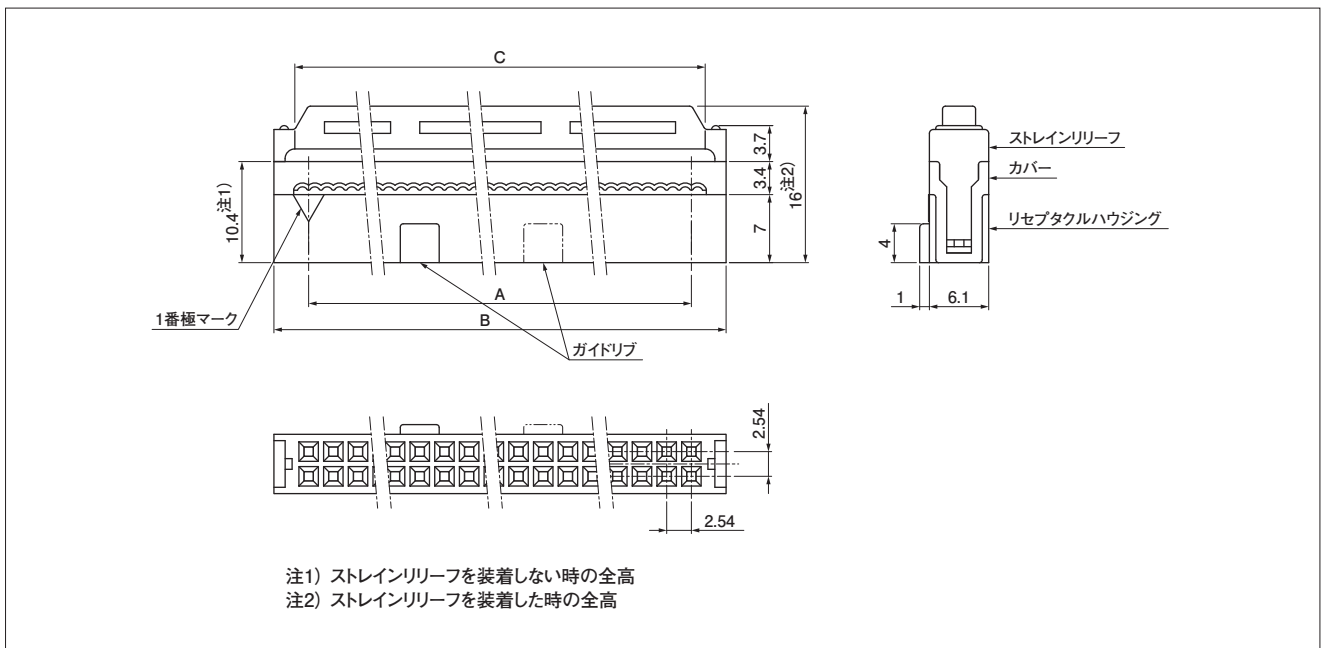 C
3.7
3.4
16注2)
7
10.4注1)
A
B
1番極マーク
ガイドリブ
ストレインリリーフ
カバー
リセプタクルハウジング
4
1
6.1
2.54
2.54
注1) ストレインリリーフを装着しない時の全高
注2) ストレインリリーフを装着した時の全高